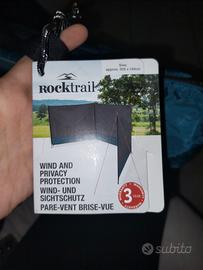 Rocktrail
WIND AND
PRIVACY
PROTECTION
WIND- UND
SICHTSCHUTZ
PARE-VENT BRISE-VUE
3
subito